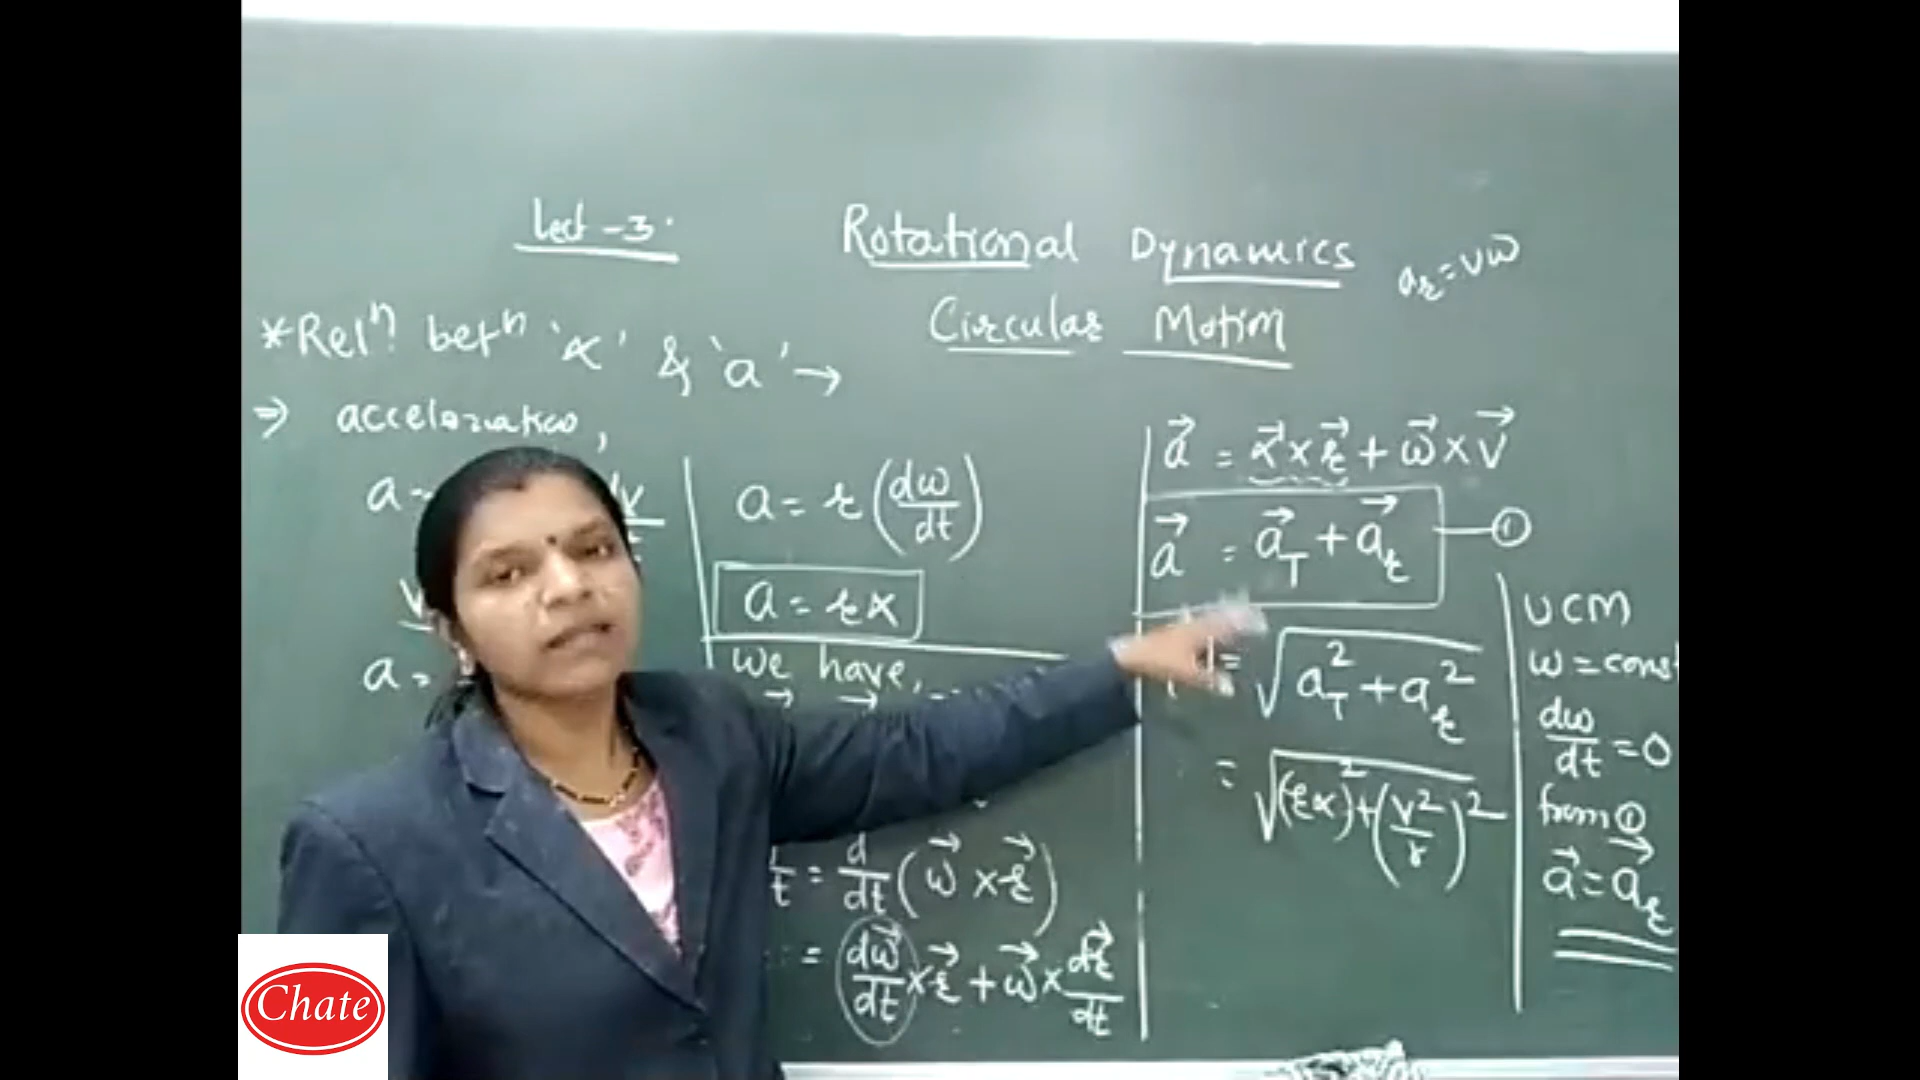 Lect-3.
Rotational Dynamics
Circular Motion
a_r = vω
*Relⁿ. betⁿ 'α' & 'a' →
⇒ acceleration,
a =
a =
a = r(dω/dt)
a = rα
we have,
= d/dt (ω⃗ × r⃗)
= dω⃗/dt × r⃗ + ω⃗ × dr⃗/dt
a⃗ = α⃗ × r⃗ + ω⃗ × v⃗
a⃗ = a⃗_T + a⃗_r — ①
= √(a_T² + a_r²)
= √((rα)² + (v²/r)²)
UCM
ω = const
dω/dt = 0
from ①
a⃗ = a⃗_r
Chate